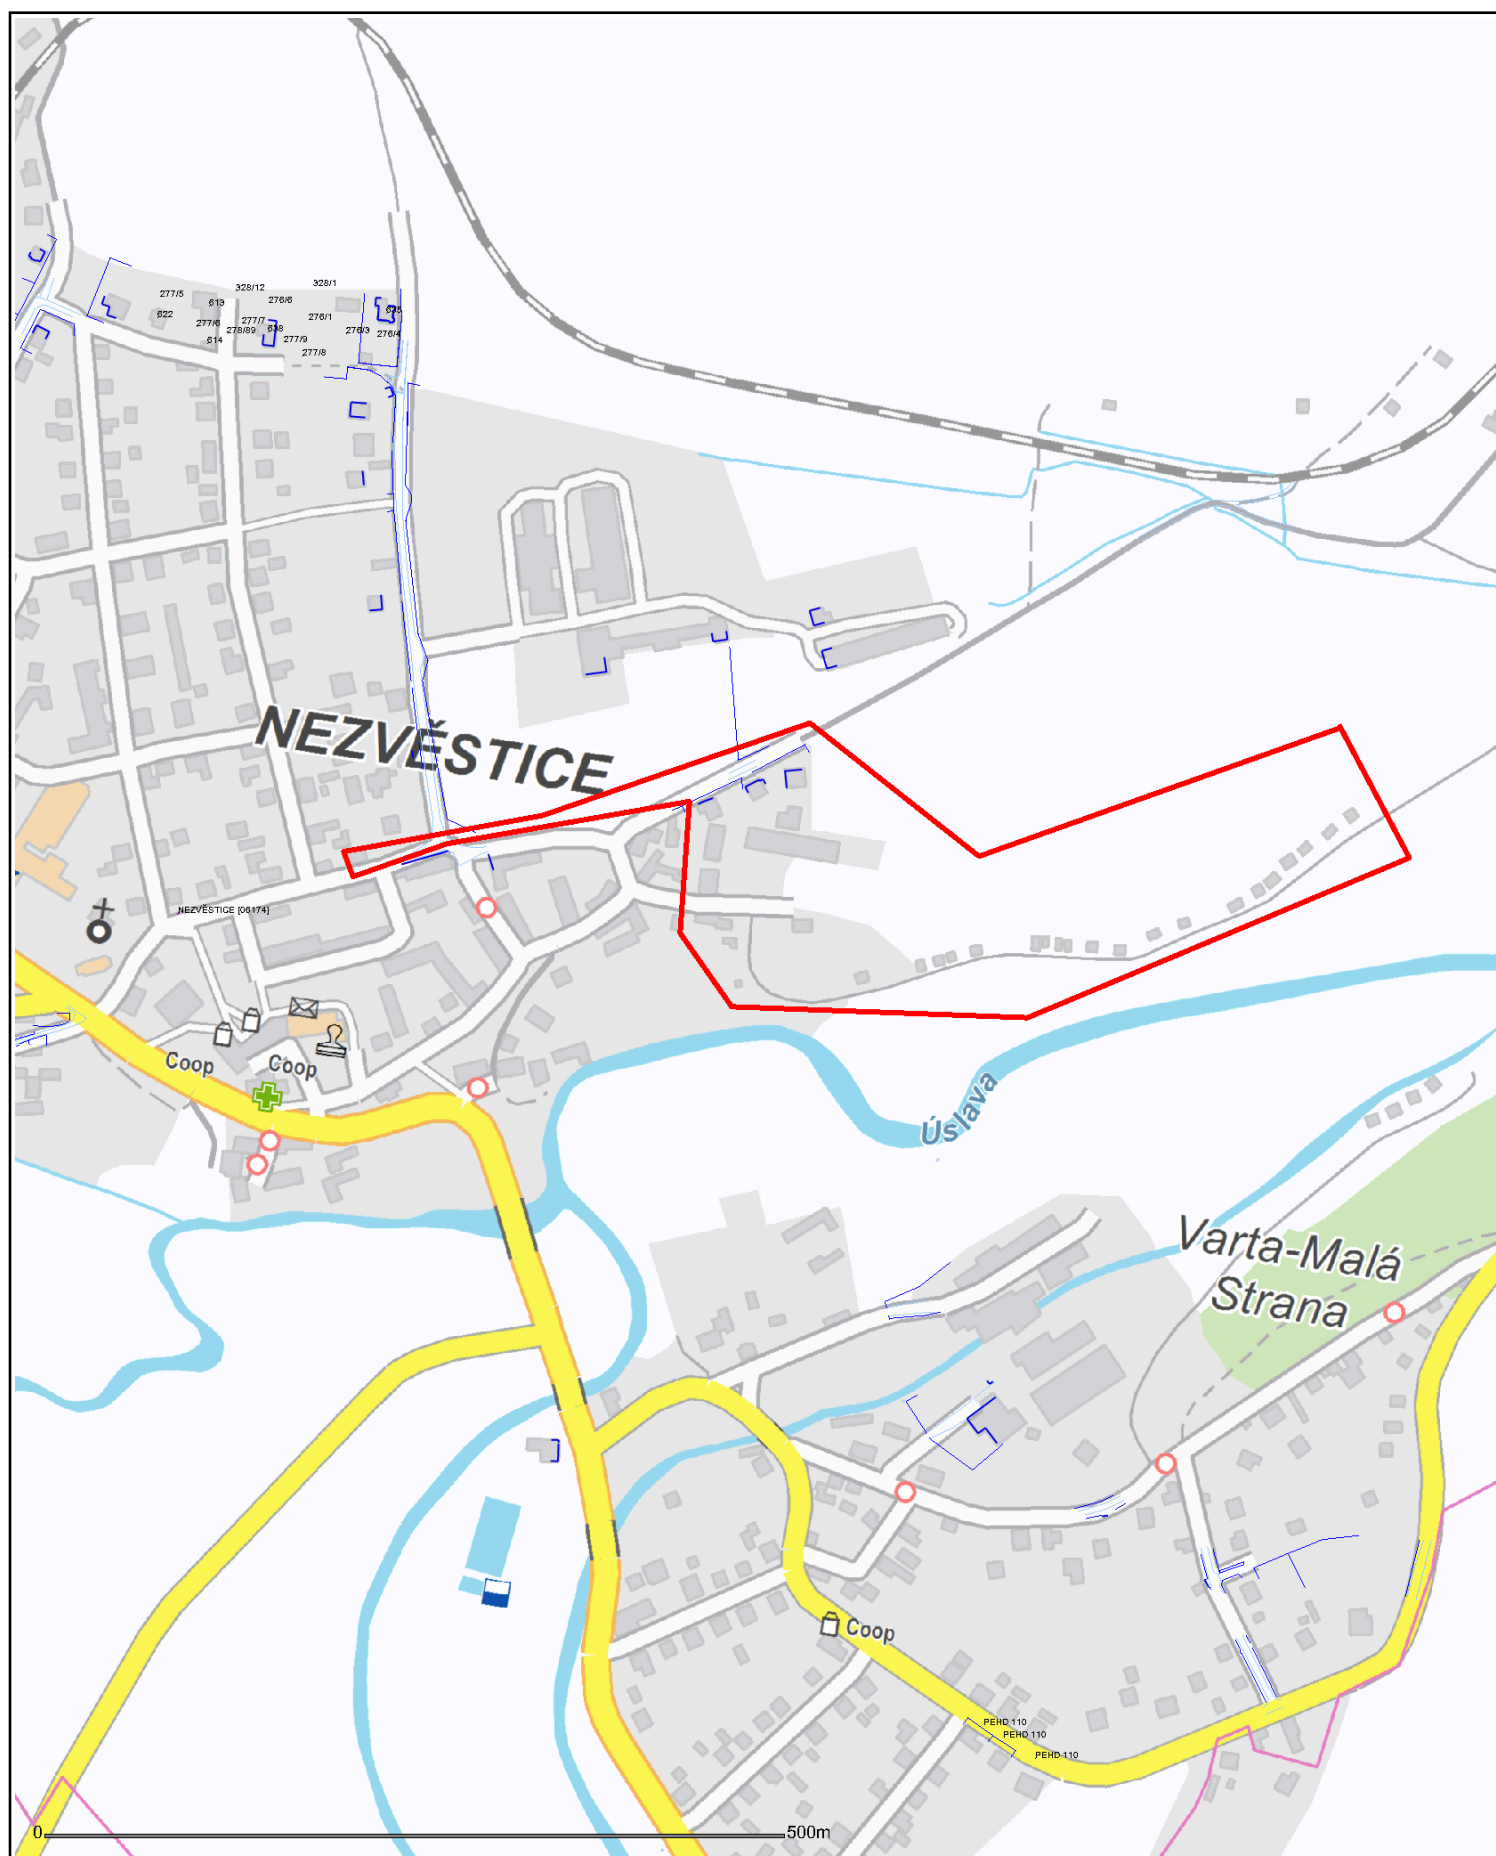 328/1
328/12
277/5
613
276/6
622
277/6
277/7
276/1
635
278/89
638
276/3
276/4
614
277/9
277/8
NEZVĚSTICE
NEZVĚSTICE [06174]
Coop
Coop
Úslava
Varta-Malá
Strana
Coop
PEHD 110
PEHD 110
PEHD 110
0
500m